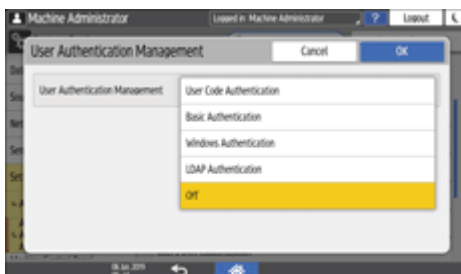 Machine Administrator
Logged in Machine Administrator
?
Logout
User Authentication Management
Cancel
OK
User Authentication Management
User Code Authentication
Basic Authentication
Windows Authentication
LDAP Authentication
Off